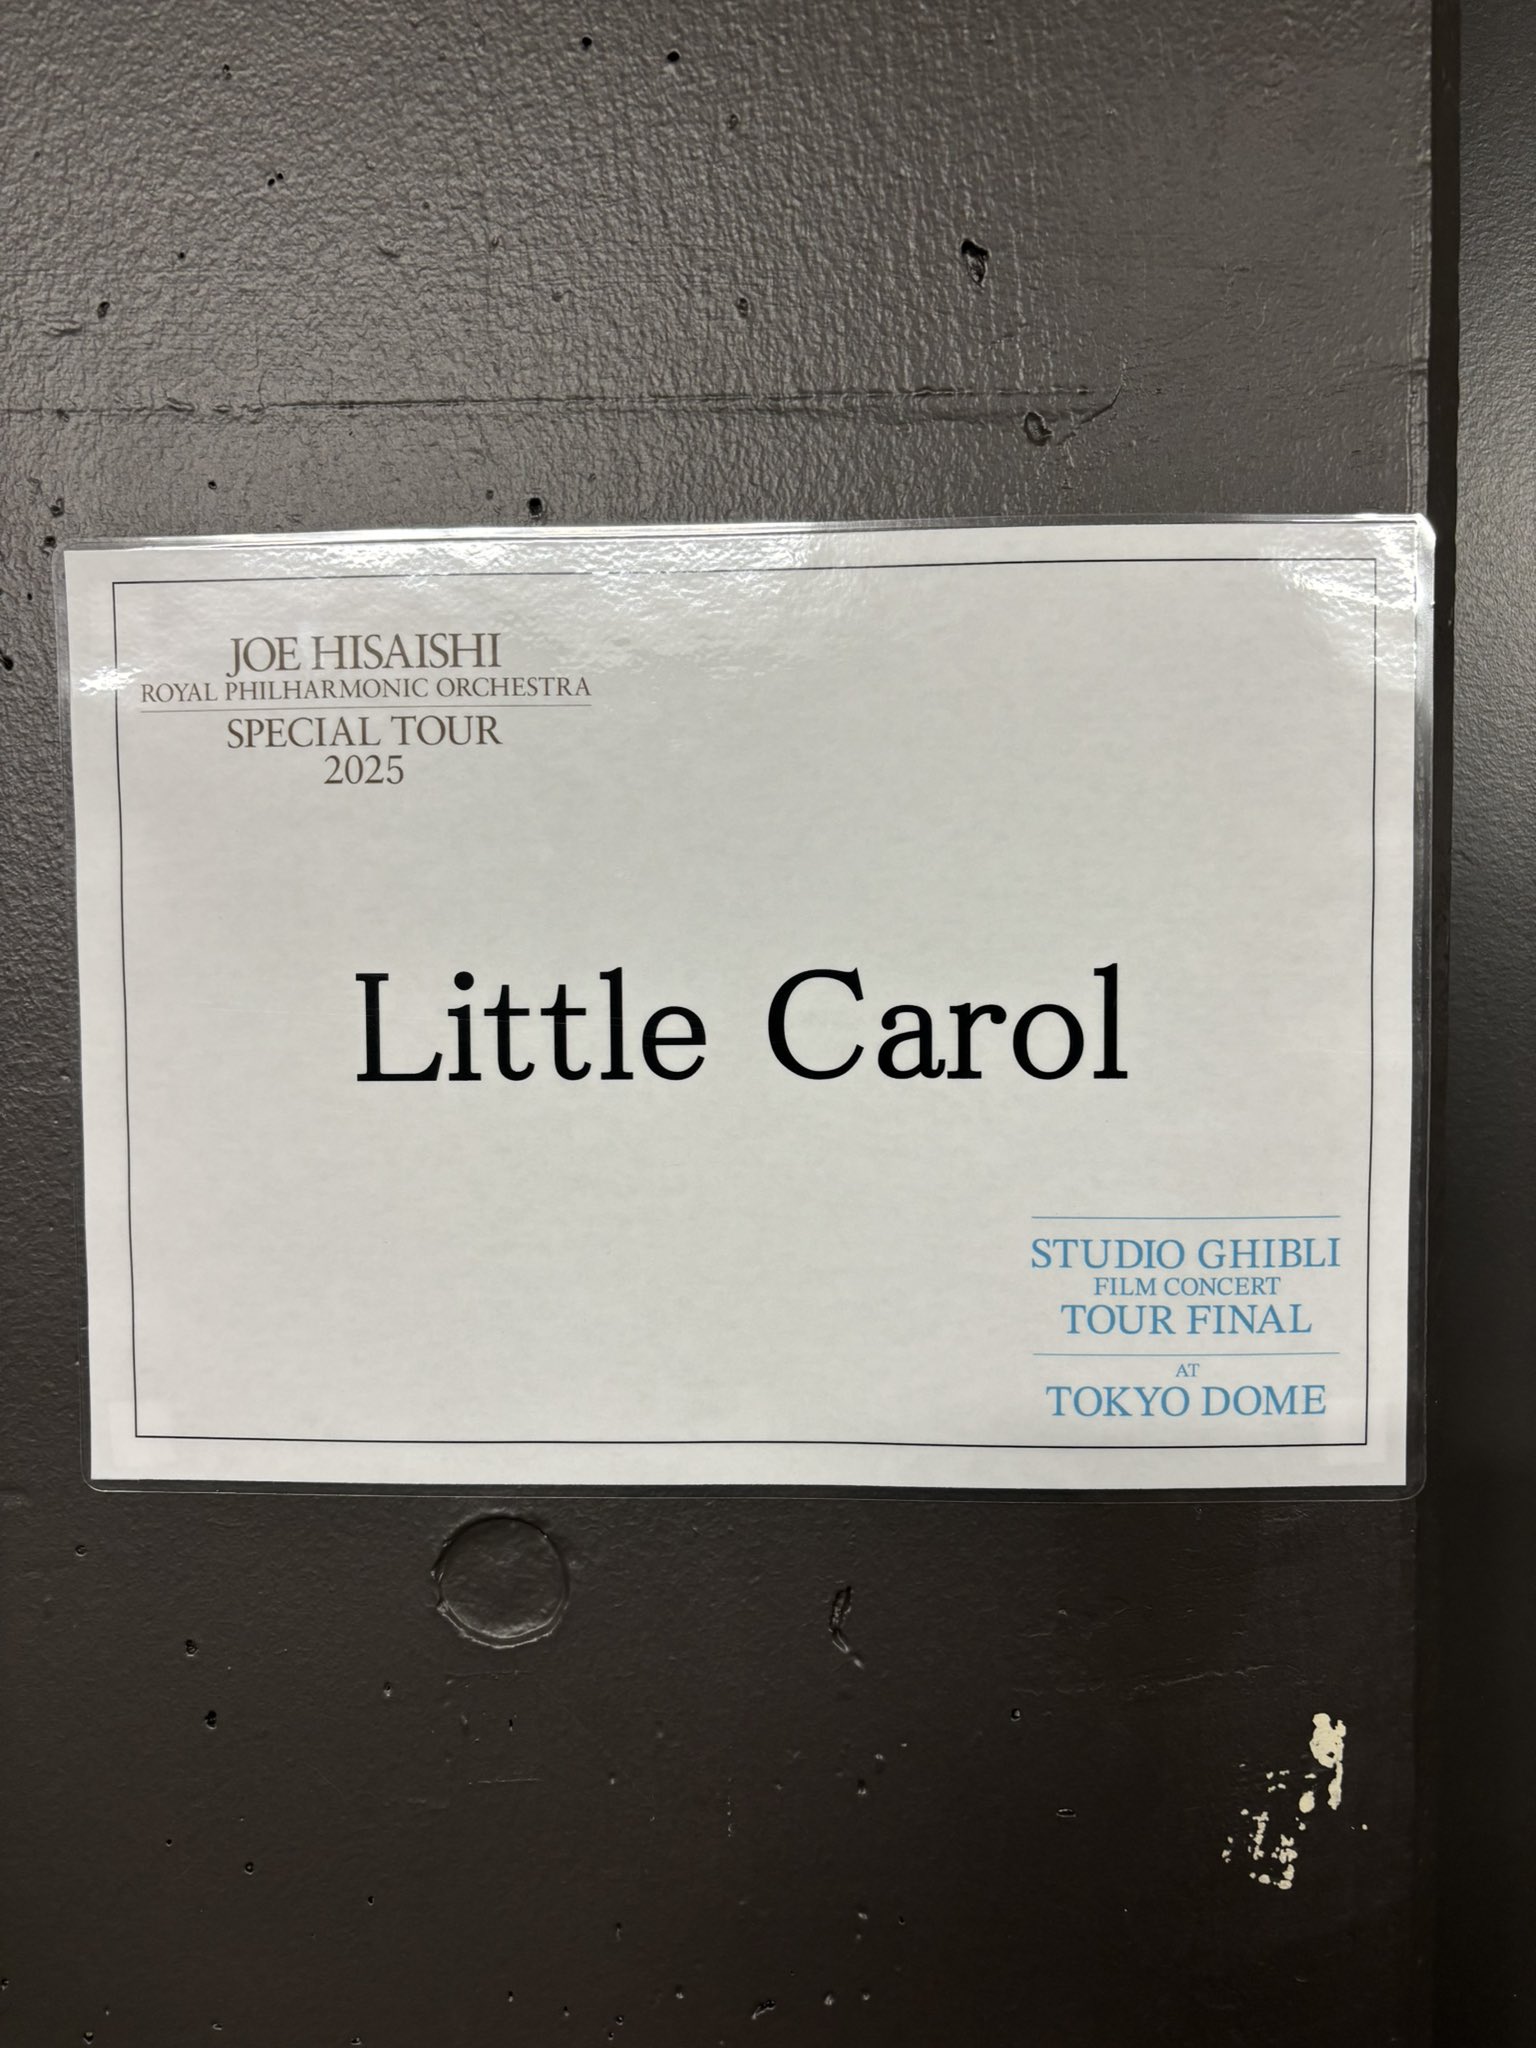 JOE HISAISHI
ROYAL PHILHARMONIC ORCHESTRA
SPECIAL TOUR
2025
Little Carol
STUDIO GHIBLI
FILM CONCERT
TOUR FINAL
AT
TOKYO DOME